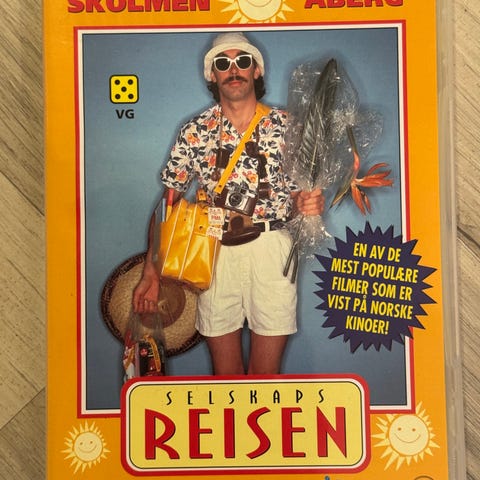 SKOLMEN ÅBERG
VG
EN AV DE
MEST POPULÆRE
FILMER SOM ER
VIST PÅ NORSKE
KINOER!
SELSKAPS
REISEN